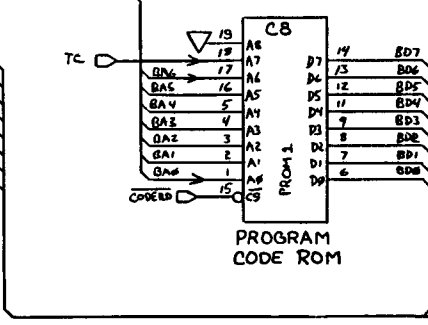 C8
19 A8
TC 18 A7
BA6 17 A6
BA5 16 A5
BA4 5 A4
BA3 4 A3
BA2 3 A2
BA1 2 A1
BA0 1 A0
CODERD 15 CS
PROM1
D7 14 BD7
D6 13 BD6
D5 12 BD5
D4 11 BD4
D3 9 BD3
D2 8 BD2
D1 7 BD1
D0 6 BD0
PROGRAM
CODE ROM